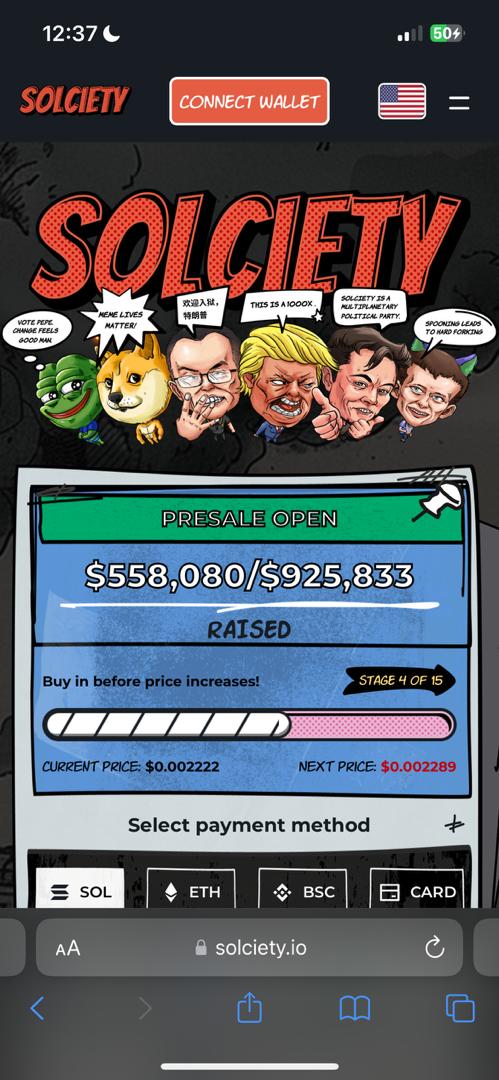 12:37
50
SOLCIETY
CONNECT WALLET
SOLCIETY
VOTE PEPE.
CHANGE FEELS
GOOD MAN.
MEME LIVES
MATTER!
欢迎入狱,
特朗普
THIS IS A 1000X.
SOLCIETY IS A
MULTIPLANETARY
POLITICAL PARTY.
SPOONING LEADS
TO HARD FORKING
PRESALE OPEN
$558,080/$925,833
RAISED
Buy in before price increases!
STAGE 4 OF 15
CURRENT PRICE: $0.002222
NEXT PRICE: $0.002289
Select payment method
SOL
ETH
BSC
CARD
AA
solciety.io